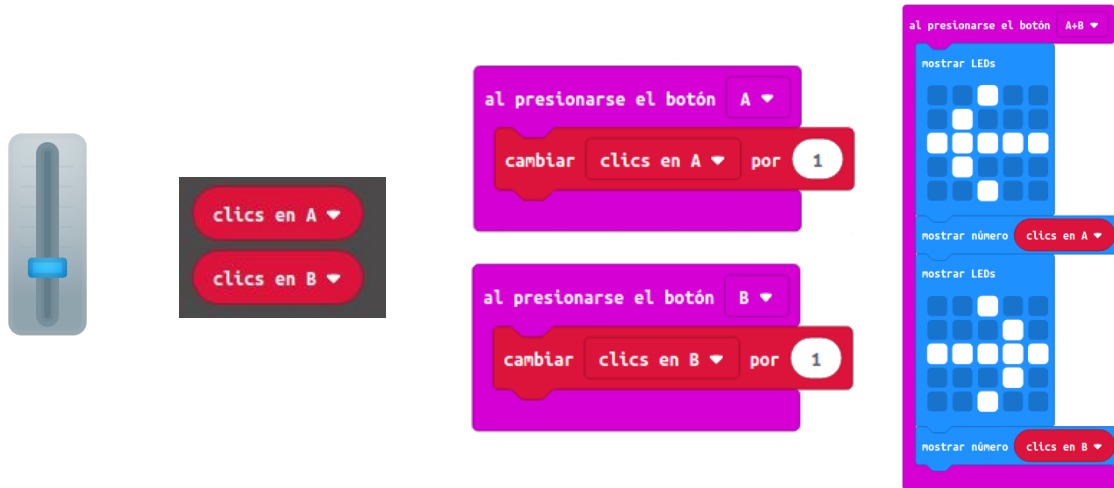 clics en A
clics en B
al presionarse el botón A
cambiar clics en A por 1
al presionarse el botón B
cambiar clics en B por 1
al presionarse el botón A+B
mostrar LEDs
mostrar número clics en A
mostrar LEDs
mostrar número clics en B